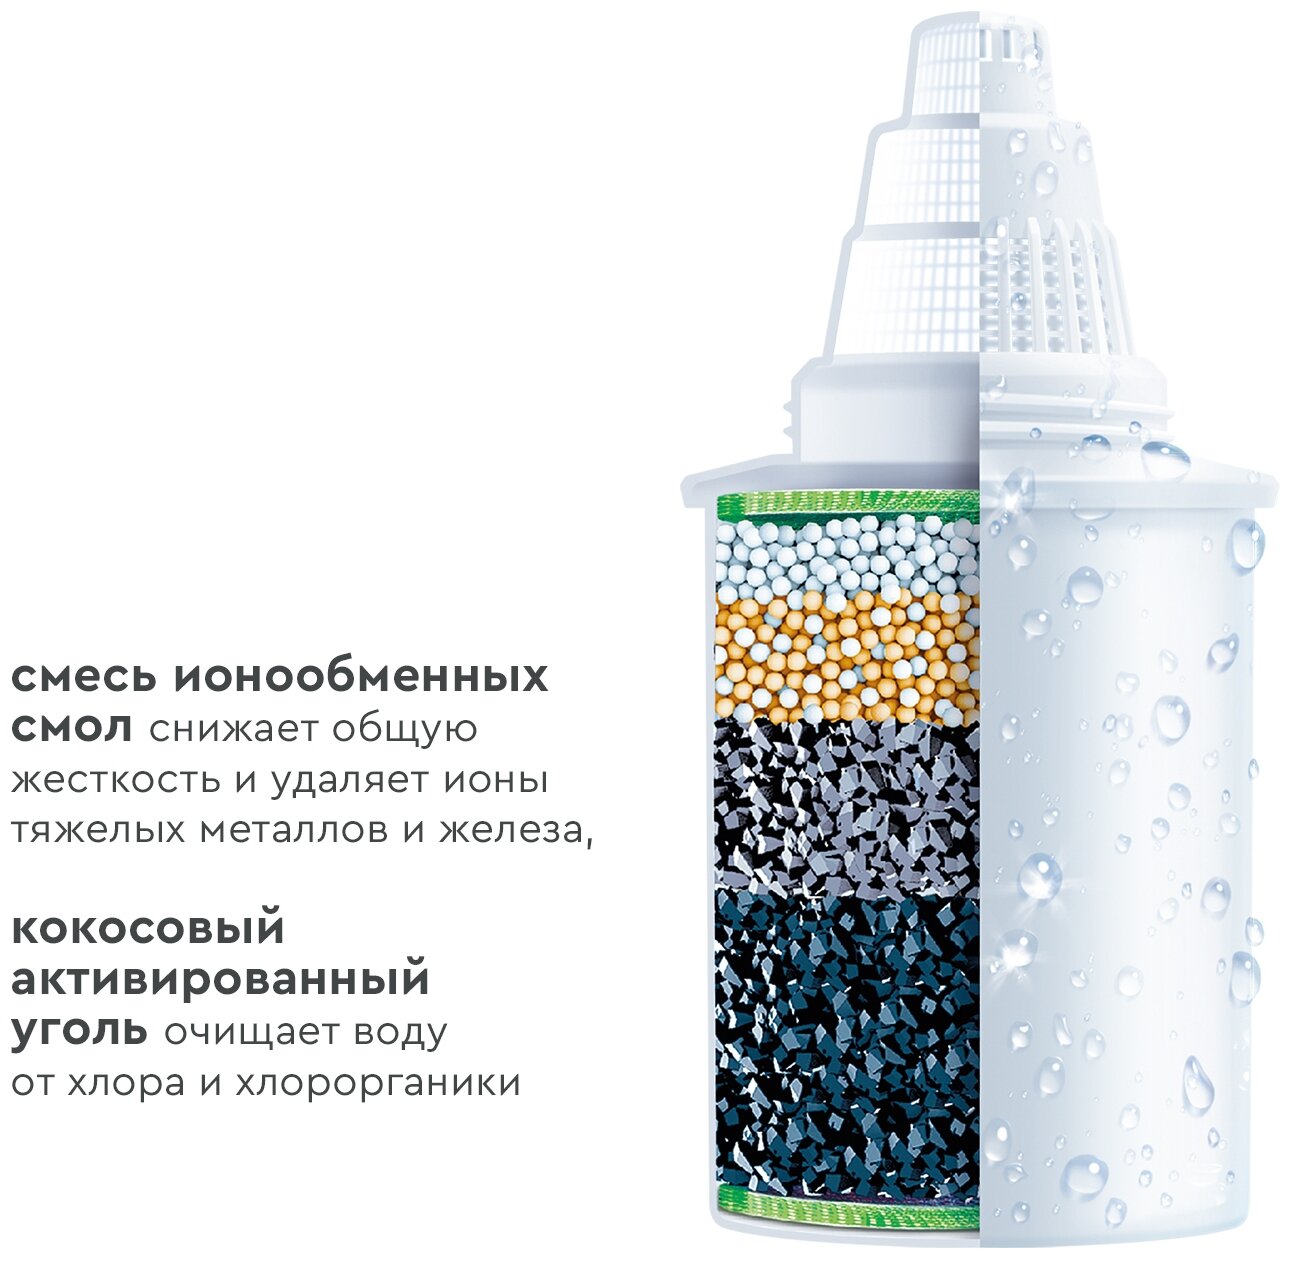 смесь ионообменных
смол снижает общую
жесткость и удаляет ионы
тяжелых металлов и железа,
кокосовый
активированный
уголь очищает воду
от хлора и хлорорганики